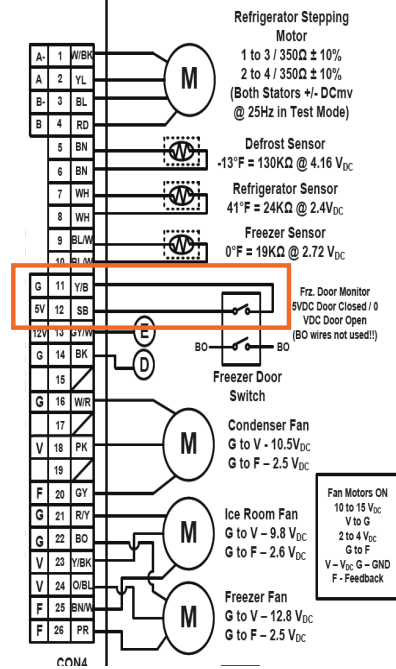 Refrigerator Stepping
Motor
1 to 3 / 350Ω ± 10%
2 to 4 / 350Ω ± 10%
(Both Stators +/- DCmv
@ 25Hz in Test Mode)
A- 1 W/BK
A 2 YL
B- 3 BL
B 4 RD
M
5 BN
6 BN
Defrost Sensor
-13°F = 130KΩ @ 4.16 VDC
7 WH
8 WH
Refrigerator Sensor
41°F = 24KΩ @ 2.4VDC
9 BL/W
10 BL/W
Freezer Sensor
0°F = 19KΩ @ 2.72 VDC
G 11 Y/B
5V 12 SB
Frz. Door Monitor
5VDC Door Closed / 0
VDC Door Open
(BO wires not used!!)
12V 13 GY/W E
G 14 BK D
BO BO
Freezer Door
Switch
15
G 16 W/R
17
V 18 PK
19
F 20 GY
M
Condenser Fan
G to V - 10.5VDC
G to F – 2.5 VDC
G 21 R/Y
G 22 BO
V 23 Y/BK
V 24 O/BL
F 25 BN/W
F 26 PR
M
Ice Room Fan
G to V – 9.8 VDC
G to F – 2.6 VDC
M
Freezer Fan
G to V – 12.8 VDC
G to F – 2.5 VDC
Fan Motors ON
10 to 15 VDC
V to G
2 to 4 VDC
G to F
V – VDC G – GND
F - Feedback
CON4